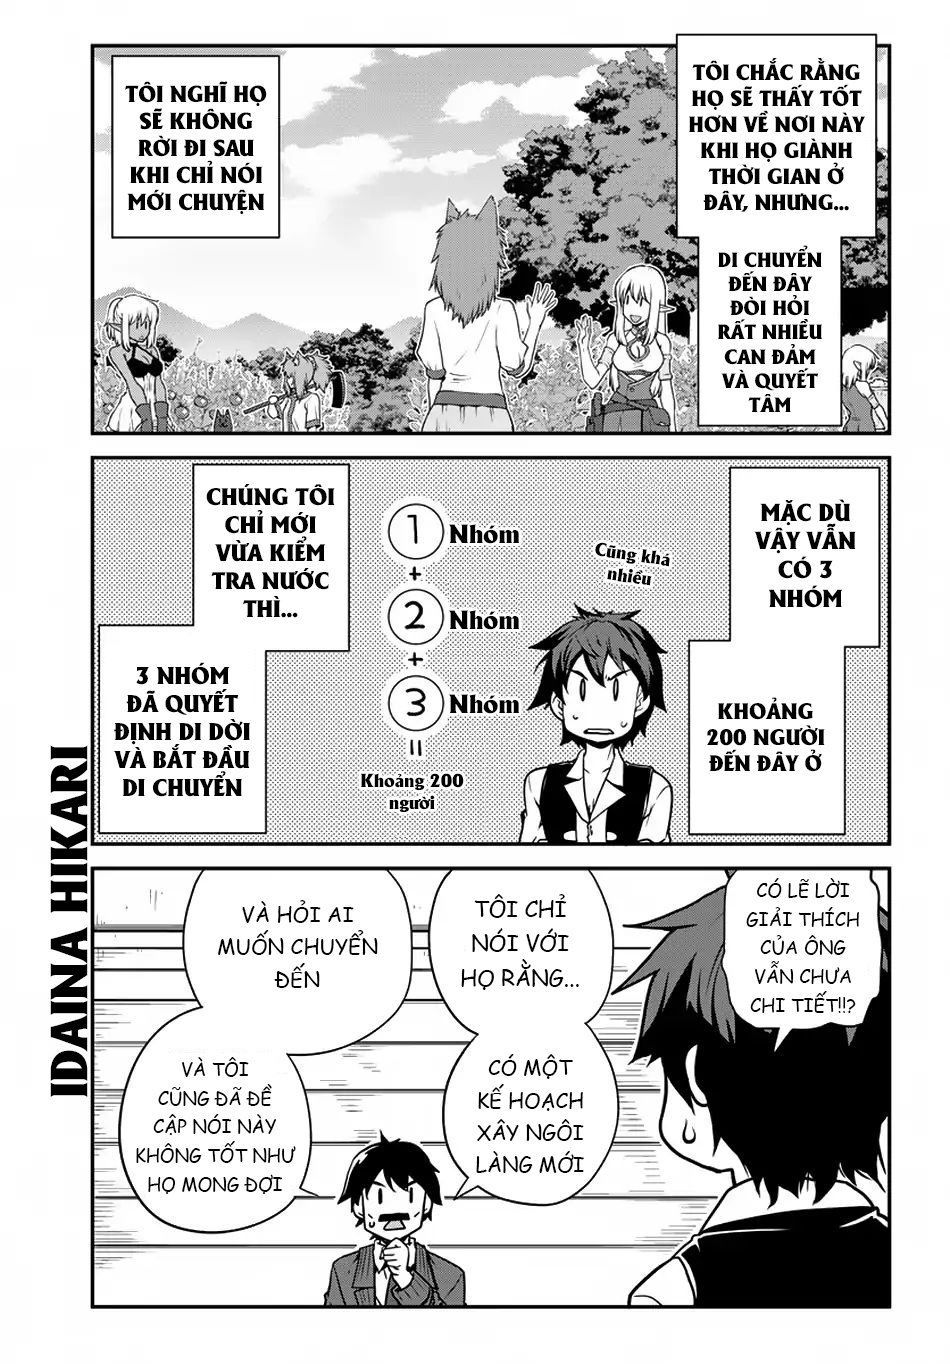 TÔI CHẮC RẰNG
HỌ SẼ THẤY TỐT
HƠN VỀ NƠI NÀY
KHI HỌ GIÀNH
THỜI GIAN Ở
ĐÂY, NHƯNG...
DI CHUYỂN
ĐẾN ĐÂY
ĐÒI HỎI
RẤT NHIỀU
CAN ĐẢM
VÀ QUYẾT
TÂM
TÔI NGHĨ HỌ
SẼ KHÔNG
RỜI ĐI SAU
KHI CHỈ NÓI
MỚI CHUYỆN
MẶC DÙ
VẬY VẪN
CÓ 3
NHÓM
KHOẢNG
200 NGƯỜI
ĐẾN ĐÂY Ở
Cũng khá
nhiều
1 Nhóm
+
2 Nhóm
+
3 Nhóm
=
Khoảng 200
người
CHÚNG TÔI
CHỈ MỚI
VỪA KIỂM
TRA NƯỚC
THÌ...
3 NHÓM
ĐÃ QUYẾT
ĐỊNH DI DỜI
VÀ BẮT ĐẦU
DI CHUYỂN
CÓ LẼ LỜI
GIẢI THÍCH
CỦA ÔNG
VẪN CHƯA
CHI TIẾT!!?
TÔI CHỈ
NÓI VỚI
HỌ RẰNG...
CÓ MỘT
KẾ HOẠCH
XÂY NGÔI
LÀNG MỚI
VÀ HỎI AI
MUỐN CHUYỂN
ĐẾN
VÀ TÔI
CŨNG ĐÃ ĐỀ
CẬP NÓI NÀY
KHÔNG TỐT NHƯ
HỌ MONG ĐỢI
IDAINA HIKARI